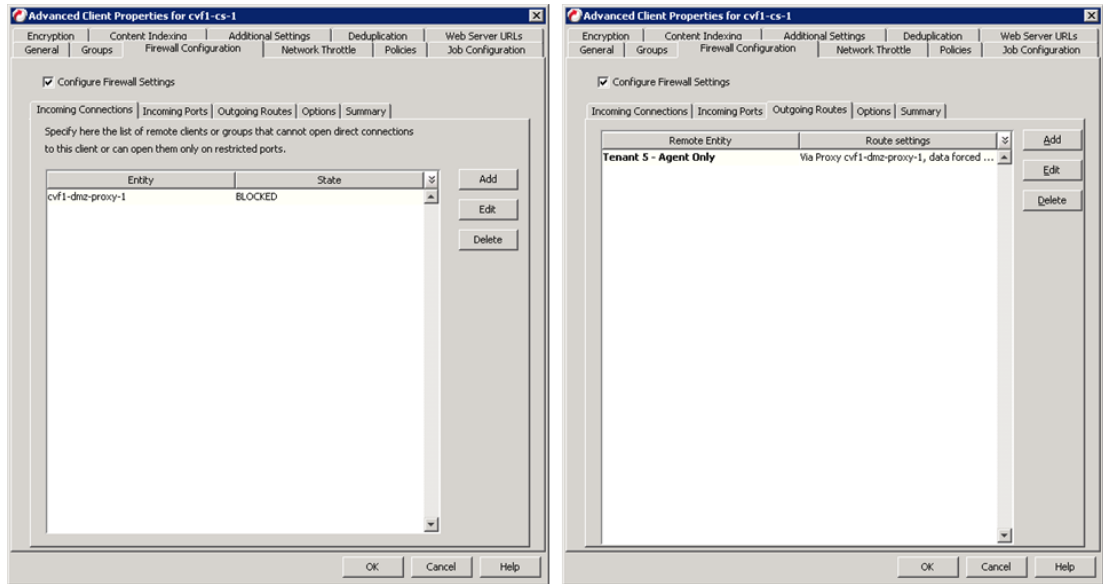 Advanced Client Properties for cvf1-cs-1
Encryption Content Indexing Additional Settings Deduplication Web Server URLs
General Groups Firewall Configuration Network Throttle Policies Job Configuration
Configure Firewall Settings
Incoming Connections Incoming Ports Outgoing Routes Options Summary
Specify here the list of remote clients or groups that cannot open direct connections
to this client or can open them only on restricted ports.
Entity State Add
cvf1-dmz-proxy-1 BLOCKED
Edit
Delete
OK Cancel Help
Advanced Client Properties for cvf1-cs-1
Encryption Content Indexing Additional Settings Deduplication Web Server URLs
General Groups Firewall Configuration Network Throttle Policies Job Configuration
Configure Firewall Settings
Incoming Connections Incoming Ports Outgoing Routes Options Summary
Remote Entity Route settings Add
Tenant 5 - Agent Only Via Proxy cvf1-dmz-proxy-1, data forced ...
Edit
Delete
OK Cancel Help